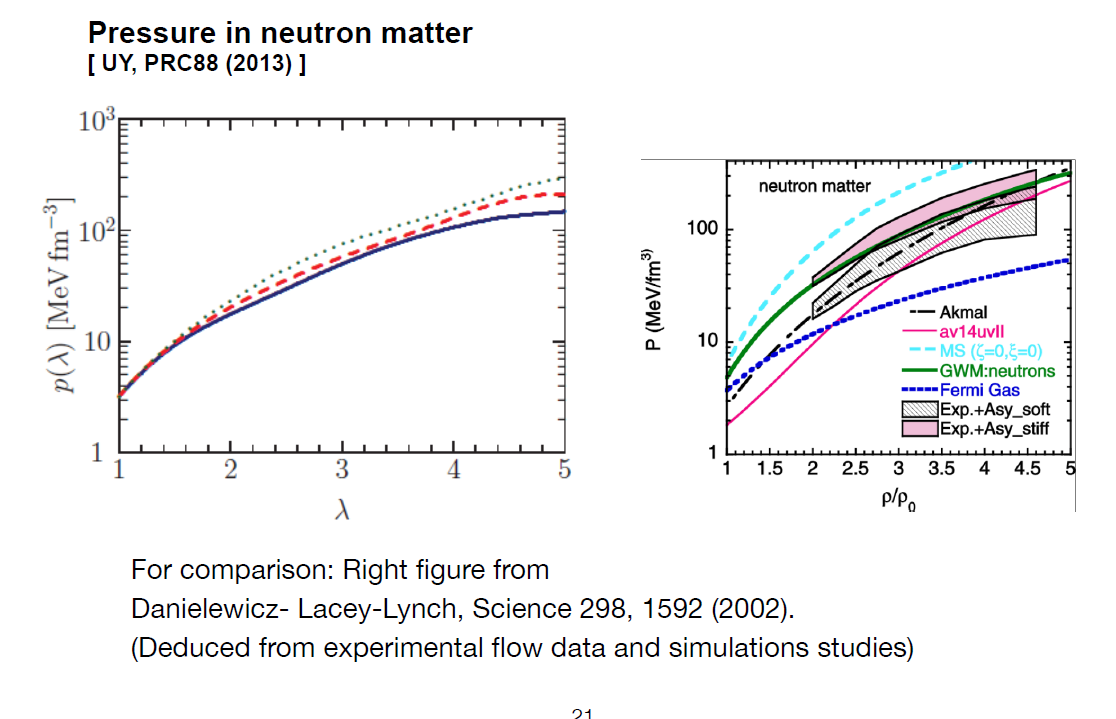 Pressure in neutron matter
[ UY, PRC88 (2013) ]
10³
10²
10
1
p(λ) [MeV fm⁻³]
1 2 3 4 5
λ
neutron matter
100
10
1
P (MeV/fm³)
Akmal
av14uvII
MS (ζ=0,ξ=0)
GWM:neutrons
Fermi Gas
Exp.+Asy_soft
Exp.+Asy_stiff
1 1.5 2 2.5 3 3.5 4 4.5 5
ρ/ρ₀
For comparison: Right figure from
Danielewicz- Lacey-Lynch, Science 298, 1592 (2002).
(Deduced from experimental flow data and simulations studies)
21